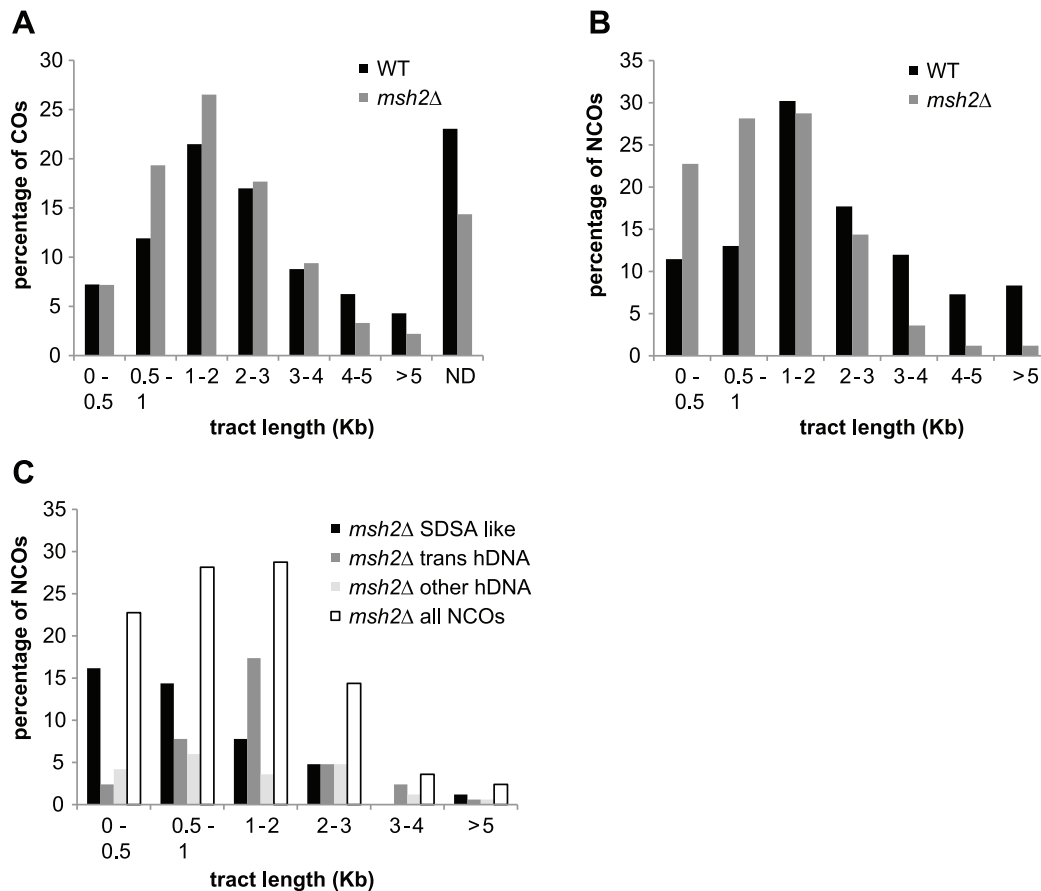 A
percentage of COs
30
25
20
15
10
5
0
WT
msh2Δ
0 - 0.5
0.5 - 1
1-2
2-3
3-4
4-5
>5
ND
tract length (Kb)
B
percentage of NCOs
35
30
25
20
15
10
5
0
WT
msh2Δ
0 - 0.5
0.5 - 1
1-2
2-3
3-4
4-5
>5
tract length (Kb)
C
percentage of NCOs
35
30
25
20
15
10
5
0
msh2Δ SDSA like
msh2Δ trans hDNA
msh2Δ other hDNA
msh2Δ all NCOs
0 - 0.5
0.5 - 1
1-2
2-3
3-4
>5
tract length (Kb)